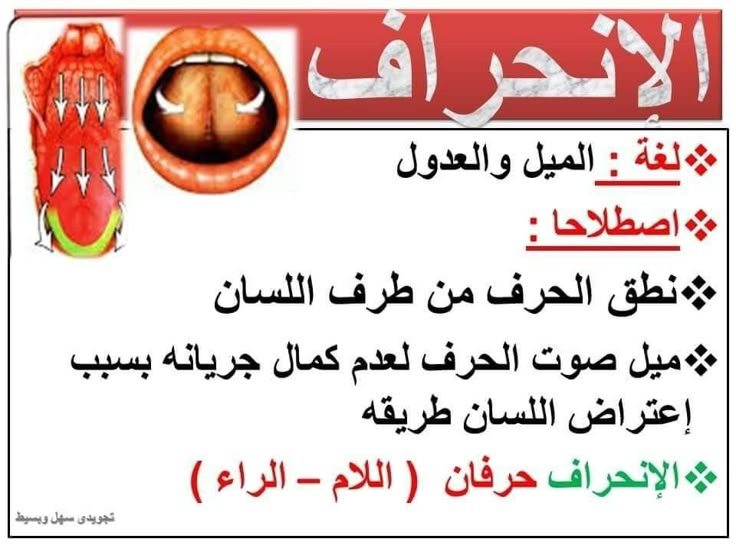 الإنحراف
لغة : الميل والعدول
اصطلاحا :
نطق الحرف من طرف اللسان
ميل صوت الحرف لعدم كمال جريانه بسبب
إعتراض اللسان طريقه
الإنحراف حرفان ( اللام – الراء )
تجويدى سهل وبسيط